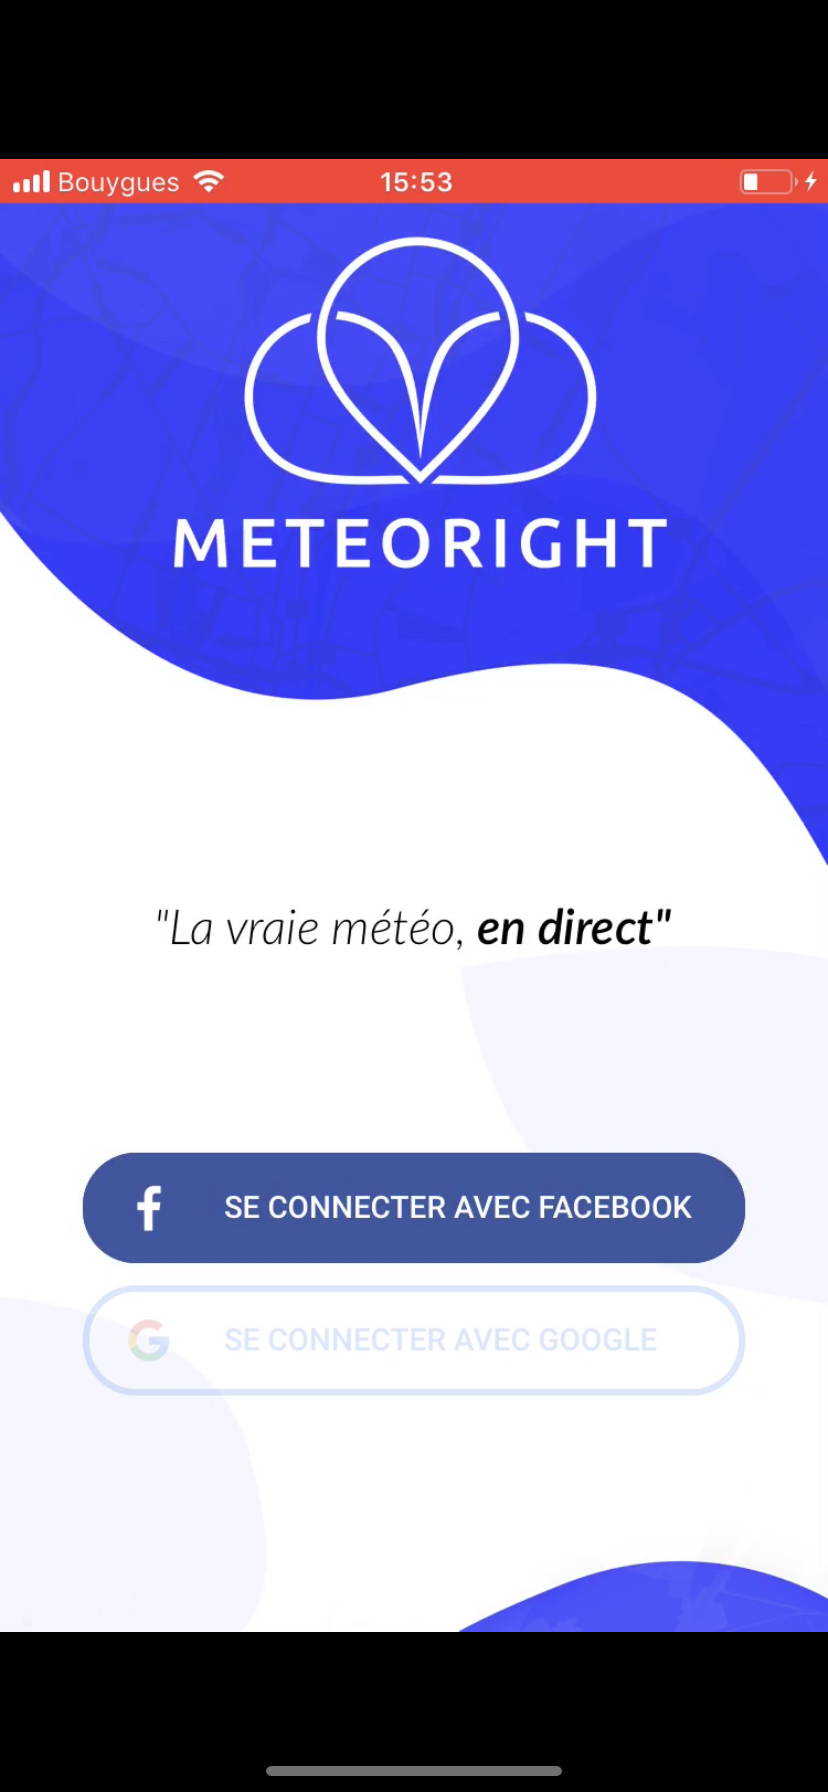 Bouygues 15:53
METEORIGHT
"La vraie météo, en direct"
SE CONNECTER AVEC FACEBOOK
SE CONNECTER AVEC GOOGLE